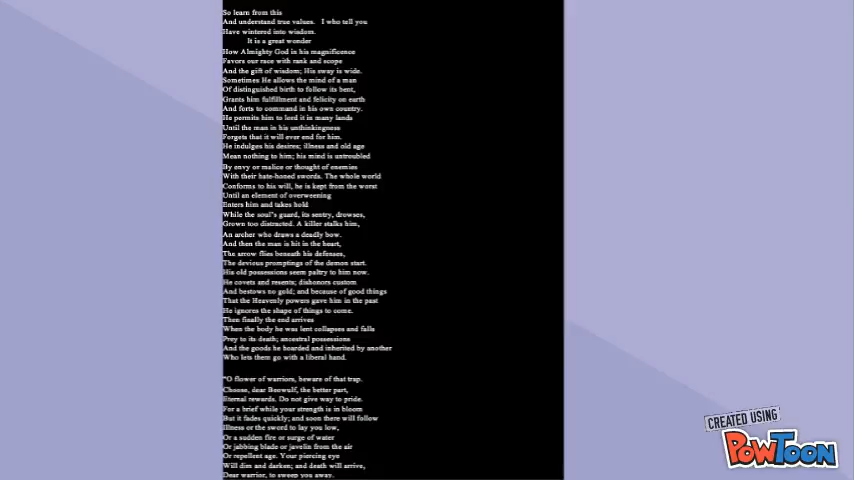 So learn from this
And understand true values.   I who tell you
Have wintered into wisdom.
It is a great wonder
How Almighty God in his magnificence
Favors our race with rank and scope
And the gift of wisdom; His sway is wide.
Sometimes He allows the mind of a man
Of distinguished birth to follow its bent,
Grants him fulfillment and felicity on earth
And forts to command in his own country.
He permits him to lord it in many lands
Until the man in his unthinkingness
Forgets that it will ever end for him.
He indulges his desires; illness and old age
Mean nothing to him; his mind is untroubled
By envy or malice or thought of enemies
With their hate-honed swords. The whole world
Conforms to his will, he is kept from the worst
Until an element of overweening
Enters him and takes hold
While the soul's guard, its sentry, drowses,
Grown too distracted. A killer stalks him,
An archer who draws a deadly bow.
And then the man is hit in the heart,
The arrow flies beneath his defenses,
The devious promptings of the demon start.
His old possessions seem paltry to him now.
He covets and resents; dishonors custom
And bestows no gold; and because of good things
That the Heavenly powers gave him in the past
He ignores the shape of things to come.
Then finally the end arrives
When the body he was lent collapses and falls
Prey to its death; ancestral possessions
And the goods he hoarded and inherited by another
Who lets them go with a liberal hand.
"O flower of warriors, beware of that trap.
Choose, dear Beowulf, the better part,
Eternal rewards. Do not give way to pride.
For a brief while your strength is in bloom
But it fades quickly; and soon there will follow
Illness or the sword to lay you low,
Or a sudden fire or surge of water
Or jabbing blade or javelin from the air
Or repellent age. Your piercing eye
Will dim and darken; and death will arrive,
Dear warrior, to sweep you away.
CREATED USING
POWTOON